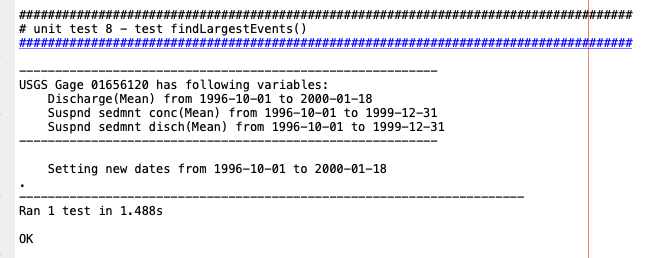 #####################################################################################
# unit test 8 - test findLargestEvents()
#####################################################################################
----------------------------------------------------------
USGS Gage 01656120 has following variables:
    Discharge(Mean) from 1996-10-01 to 2000-01-18
    Suspnd sedmnt conc(Mean) from 1996-10-01 to 1999-12-31
    Suspnd sedmnt disch(Mean) from 1996-10-01 to 1999-12-31
----------------------------------------------------------
    Setting new dates from 1996-10-01 to 2000-01-18
.
----------------------------------------------------------------------
Ran 1 test in 1.488s
OK